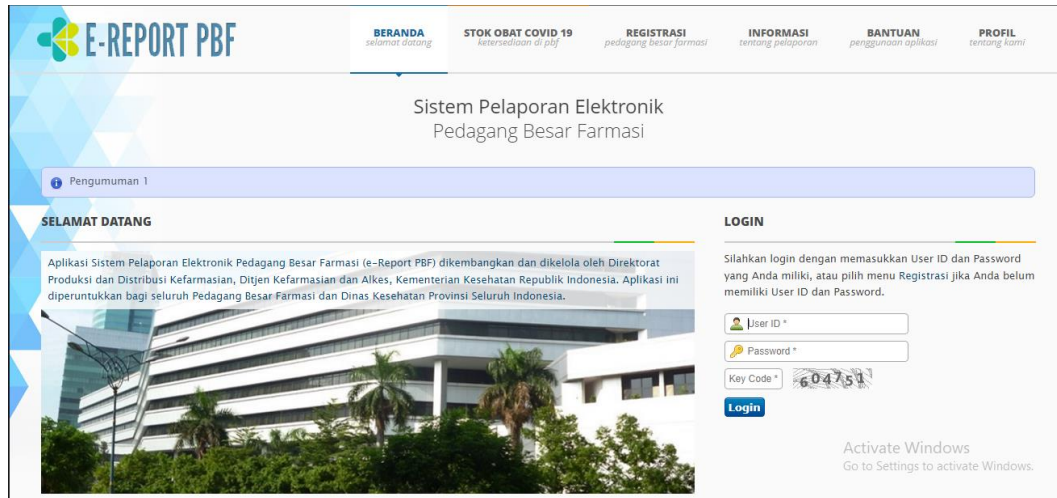 E-REPORT PBF
BERANDA
selamat datang
STOK OBAT COVID 19
ketersediaan di pbf
REGISTRASI
pedagang besar farmasi
INFORMASI
tentang pelaporan
BANTUAN
penggunaan aplikasi
PROFIL
tentang kami
Sistem Pelaporan Elektronik
Pedagang Besar Farmasi
Pengumuman 1
SELAMAT DATANG
Aplikasi Sistem Pelaporan Elektronik Pedagang Besar Farmasi (e-Report PBF) dikembangkan dan dikelola oleh Direktorat
Produksi dan Distribusi Kefarmasian, Ditjen Kefarmasian dan Alkes, Kementerian Kesehatan Republik Indonesia. Aplikasi ini
diperuntukkan bagi seluruh Pedagang Besar Farmasi dan Dinas Kesehatan Provinsi Seluruh Indonesia.
LOGIN
Silahkan login dengan memasukkan User ID dan Password
yang Anda miliki, atau pilih menu Registrasi jika Anda belum
memiliki User ID dan Password.
User ID *
Password *
Key Code * 604751
Login
Activate Windows
Go to Settings to activate Windows.